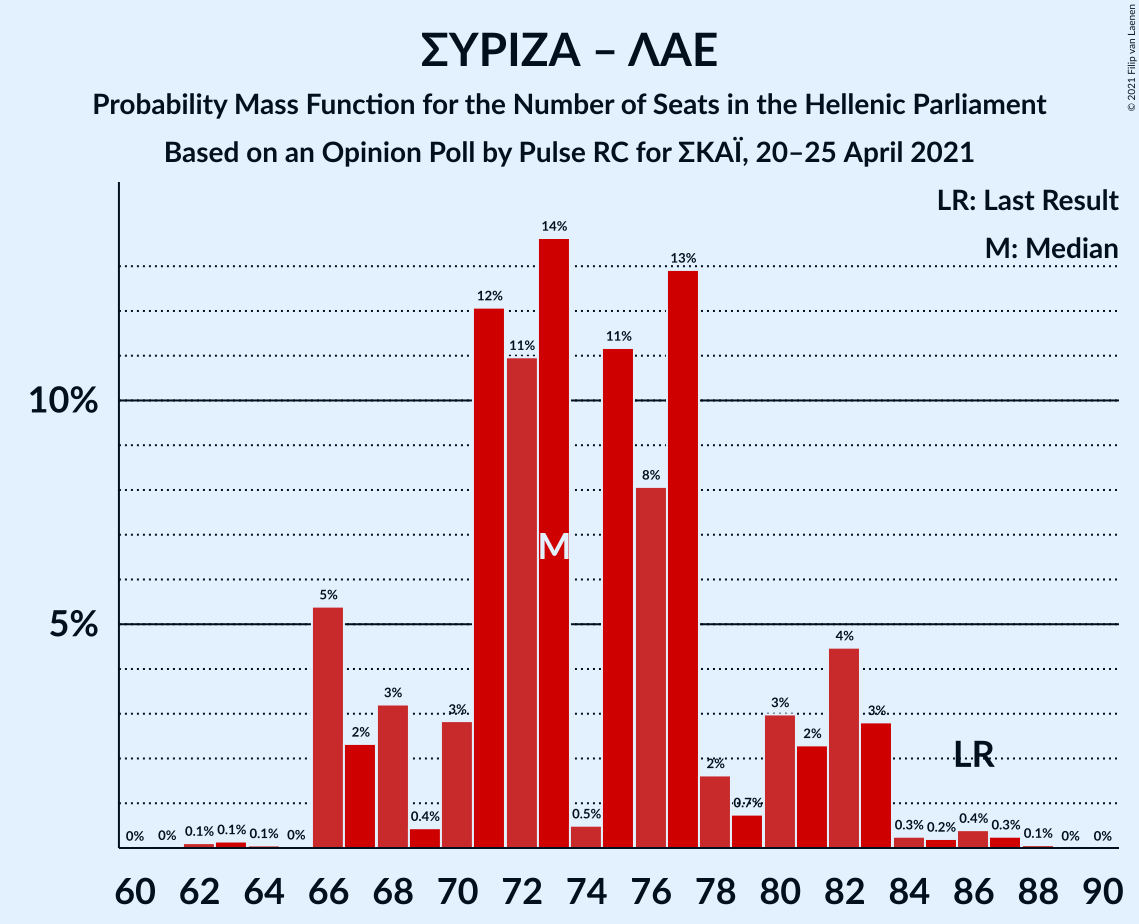 ΣΥΡΙΖΑ – ΛΑΕ
Probability Mass Function for the Number of Seats in the Hellenic Parliament
Based on an Opinion Poll by Pulse RC for ΣΚΑΪ, 20–25 April 2021
© 2021 Filip van Laenen
LR: Last Result
M: Median
10%
5%
0% 0% 0.1% 0.1% 0.1% 0% 5% 2% 3% 0.4% 3% 12% 11% 14% 0.5% 11% 8% 13% 2% 0.7% 3% 2% 4% 3% 0.3% 0.2% 0.4% 0.3% 0.1% 0% 0%
M
LR
60 62 64 66 68 70 72 74 76 78 80 82 84 86 88 90